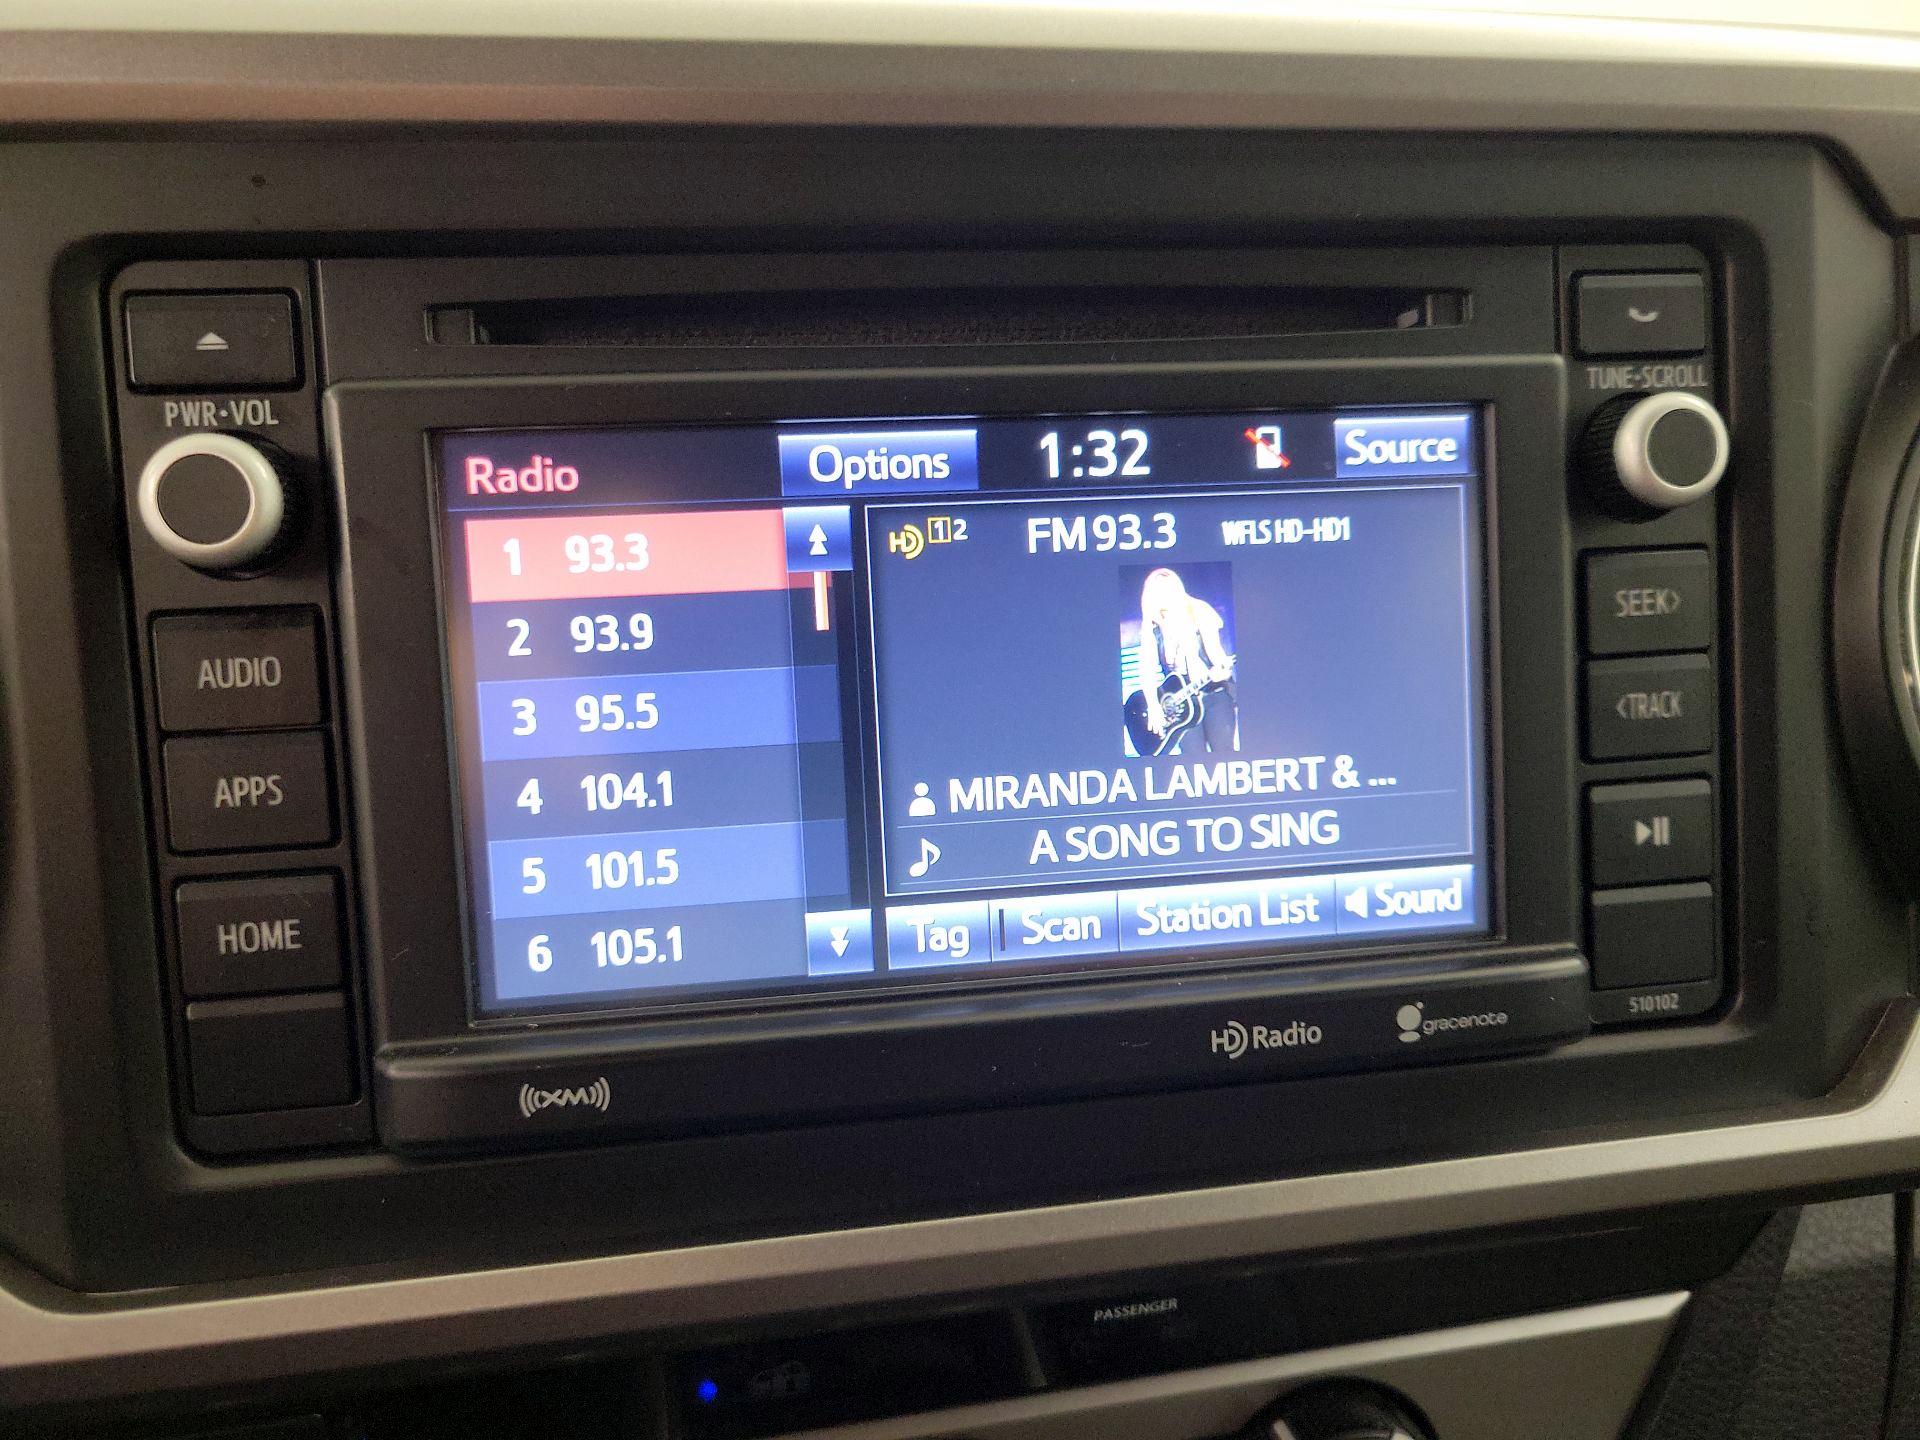 PWR•VOL
TUNE•SCROLL
Radio
Options
1:32
Source
1 93.3
2 93.9
3 95.5
4 104.1
5 101.5
6 105.1
HD 1 2
FM 93.3
WFLS HD-HD1
MIRANDA LAMBERT & ...
A SONG TO SING
Tag
Scan
Station List
Sound
AUDIO
APPS
HOME
SEEK>
<TRACK
510102
HD Radio
gracenote
((XM))
PASSENGER